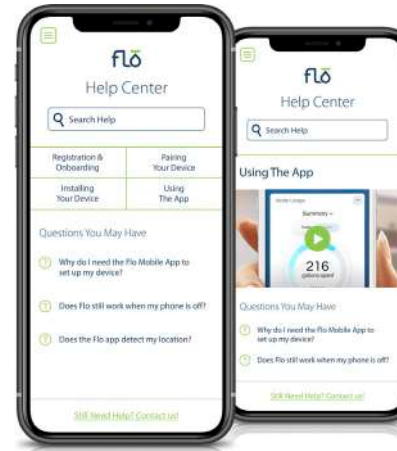 flō
Help Center
Search Help
Registration &
Onboarding
Pairing
Your Device
Installing
Your Device
Using
The App
Questions You May Have
Why do I need the Flo Mobile App to
set up my device?
Does Flo still work when my phone is off?
Does the Flo app detect my location?
Still Need Help? Contact us!
flō
Help Center
Search Help
Using The App
Summary
216
gallons used
Questions You May Have
Why do I need the Flo Mobile App to
set up my device?
Does Flo still work when my phone is off?
Still Need Help? Contact us!